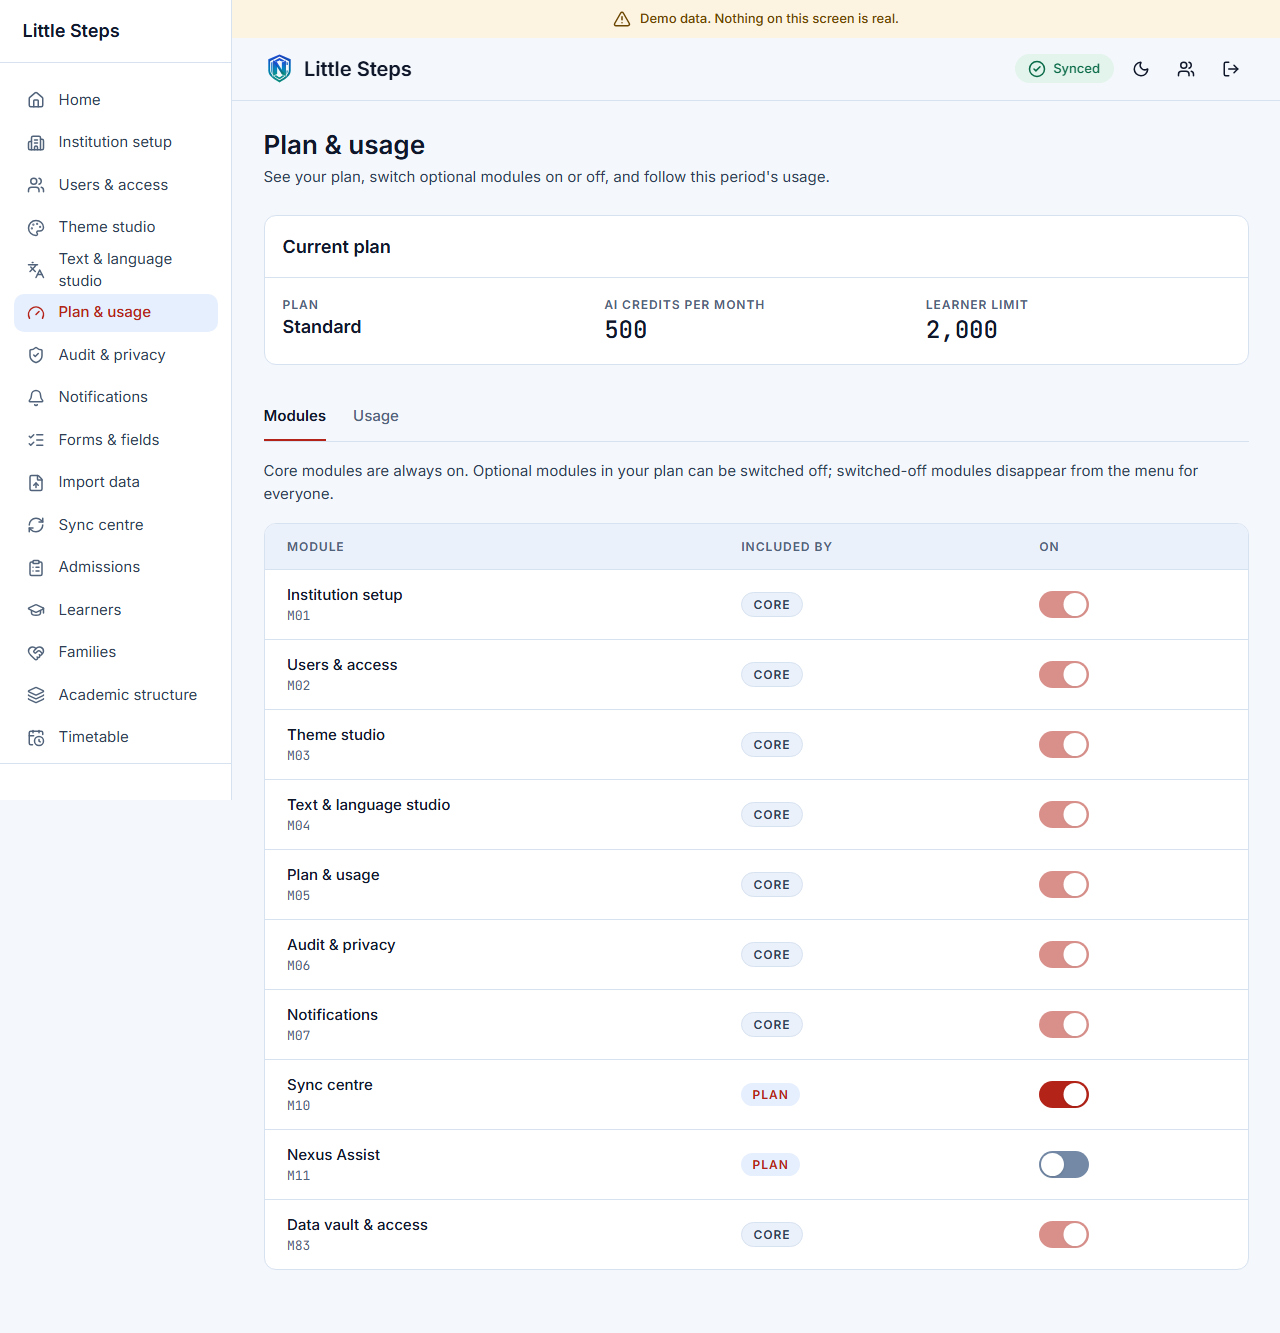 Little Steps
Home
Institution setup
Users & access
Theme studio
Text & language
studio
Plan & usage
Audit & privacy
Notifications
Forms & fields
Import data
Sync centre
Admissions
Learners
Families
Academic structure
Timetable
Demo data. Nothing on this screen is real.
Little Steps
Synced
Plan & usage
See your plan, switch optional modules on or off, and follow this period's usage.
Current plan
PLAN
Standard
AI CREDITS PER MONTH
500
LEARNER LIMIT
2,000
Modules Usage
Core modules are always on. Optional modules in your plan can be switched off; switched-off modules disappear from the menu for
everyone.
MODULE INCLUDED BY ON
Institution setup
M01
CORE
Users & access
M02
CORE
Theme studio
M03
CORE
Text & language studio
M04
CORE
Plan & usage
M05
CORE
Audit & privacy
M06
CORE
Notifications
M07
CORE
Sync centre
M10
PLAN
Nexus Assist
M11
PLAN
Data vault & access
M83
CORE